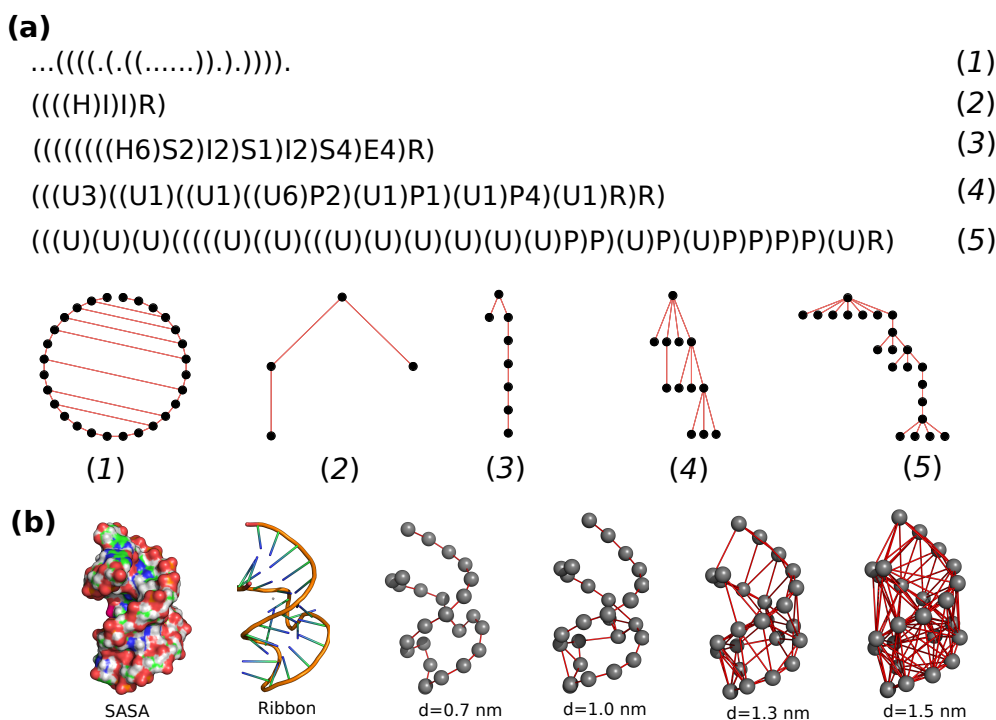 (a)
...((((.(.((......)).).)))).    (1)
((((H)I)I)R)    (2)
((((((((H6)S2)I2)S1)I2)S4)E4)R)    (3)
(((U3)((U1)((U1)((U6)P2)(U1)P1)(U1)P4)(U1)R)R)    (4)
(((U)(U)(U)(((((U)((U)(((U)(U)(U)(U)(U)(U)P)P)(U)P)(U)P)P)P)P)(U)R)    (5)
(1)    (2)    (3)    (4)    (5)
(b)
SASA    Ribbon    d=0.7 nm    d=1.0 nm    d=1.3 nm    d=1.5 nm